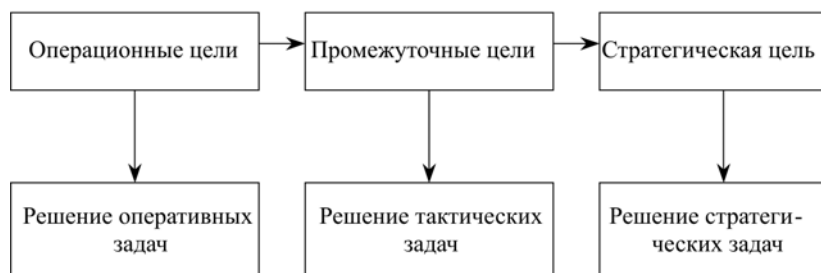 Операционные цели
Промежуточные цели
Стратегическая цель
Решение оперативных
задач
Решение тактических
задач
Решение стратеги-
ческих задач